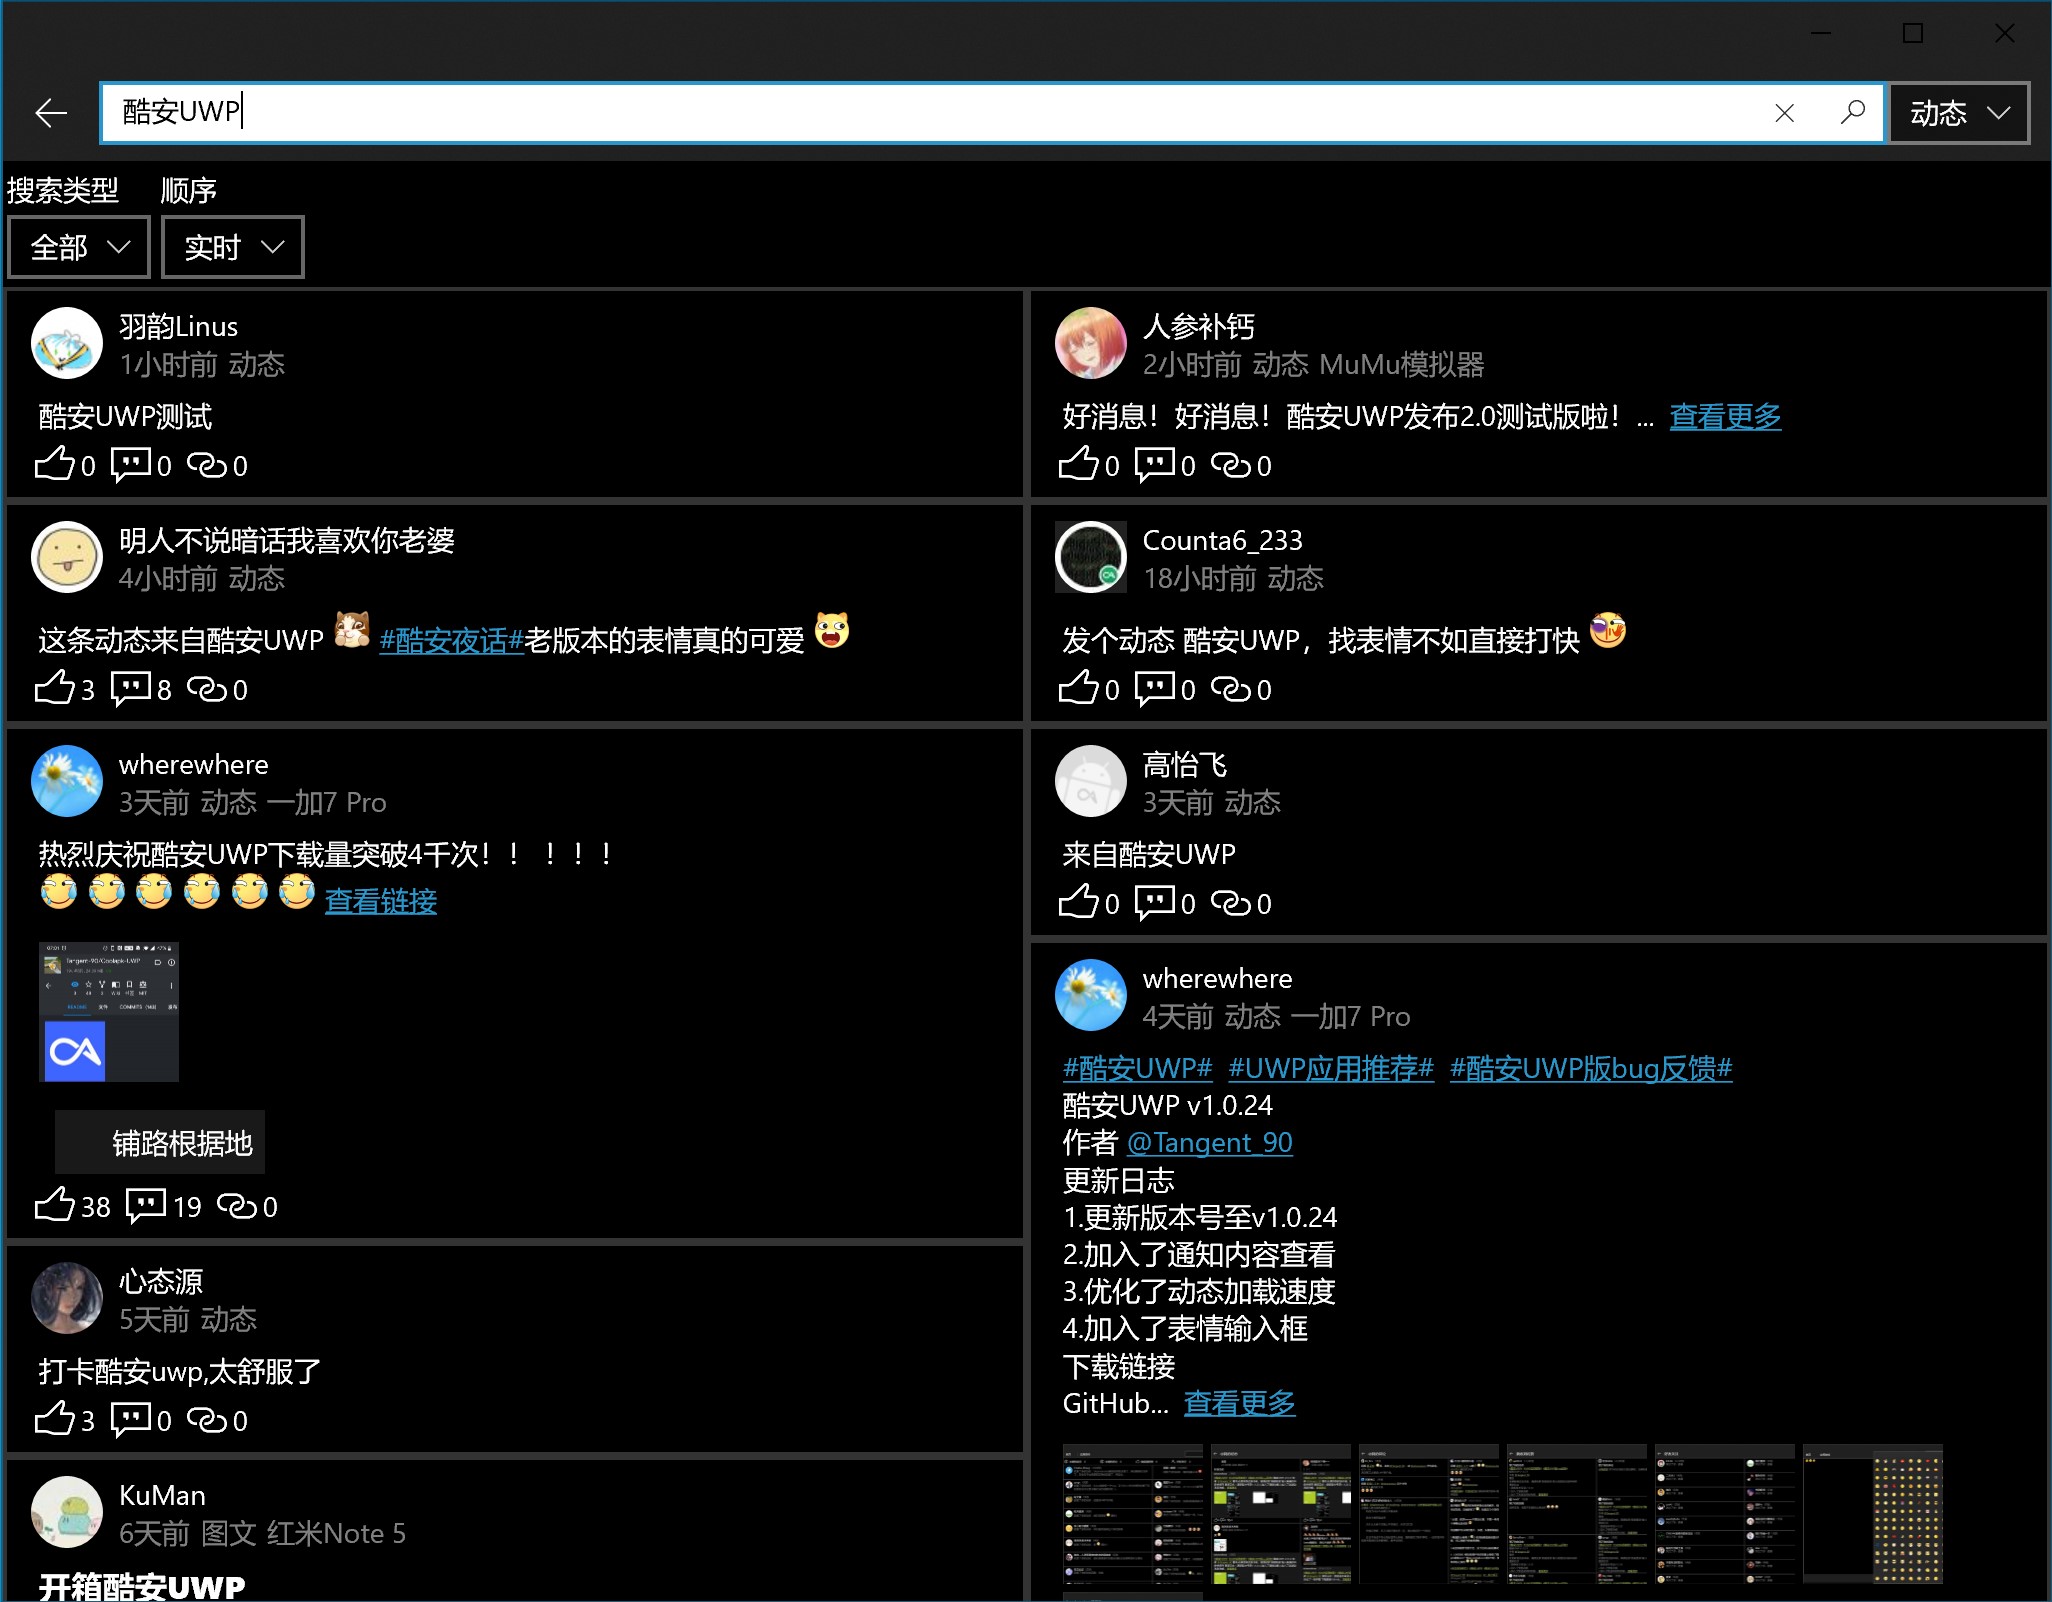 酷安UWP
动态
搜索类型 顺序
全部 实时
羽韵Linus
1小时前 动态
酷安UWP测试
0 0 0
人参补钙
2小时前 动态 MuMu模拟器
好消息！好消息！酷安UWP发布2.0测试版啦！... 查看更多
0 0 0
明人不说暗话我喜欢你老婆
4小时前 动态
这条动态来自酷安UWP #酷安夜话#老版本的表情真的可爱
3 8 0
Counta6_233
18小时前 动态
发个动态 酷安UWP，找表情不如直接打快
0 0 0
wherewhere
3天前 动态 一加7 Pro
热烈庆祝酷安UWP下载量突破4千次！！！！！
查看链接
Tangent-90/Coolapk-UWP
铺路根据地
38 19 0
高怡飞
3天前 动态
来自酷安UWP
0 0 0
wherewhere
4天前 动态 一加7 Pro
#酷安UWP# #UWP应用推荐# #酷安UWP版bug反馈#
酷安UWP v1.0.24
作者 @Tangent_90
更新日志
1.更新版本号至v1.0.24
2.加入了通知内容查看
3.优化了动态加载速度
4.加入了表情输入框
下载链接
GitHub... 查看更多
心态源
5天前 动态
打卡酷安uwp,太舒服了
3 0 0
KuMan
6天前 图文 红米Note 5
开箱酷安UWP